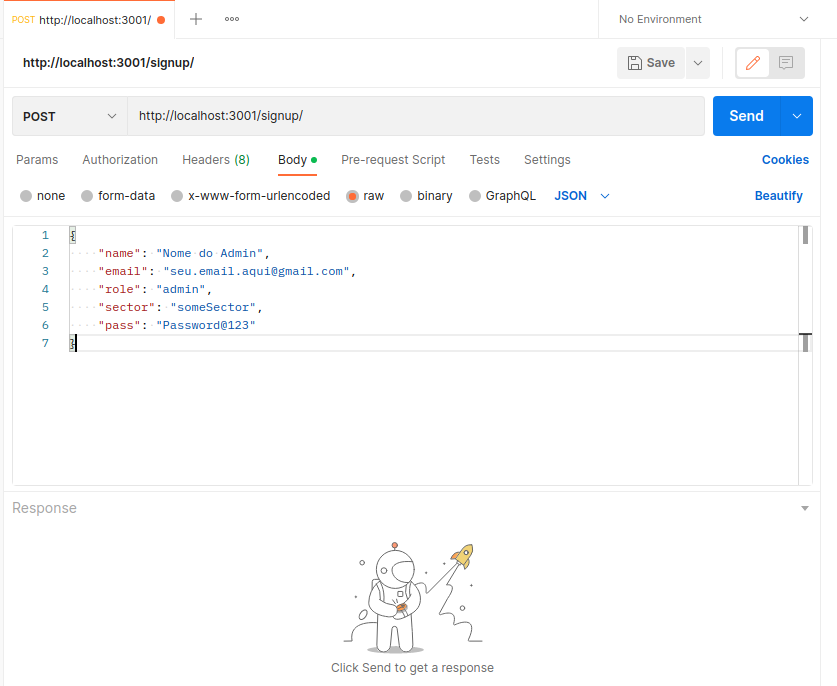 POST http://localhost:3001/ No Environment
http://localhost:3001/signup/ Save
POST http://localhost:3001/signup/ Send
Params Authorization Headers (8) Body Pre-request Script Tests Settings Cookies
none form-data x-www-form-urlencoded raw binary GraphQL JSON Beautify
1 {
2 "name": "Nome do Admin",
3 "email": "seu.email.aqui@gmail.com",
4 "role": "admin",
5 "sector": "someSector",
6 "pass": "Password@123"
7 }
Response
Click Send to get a response